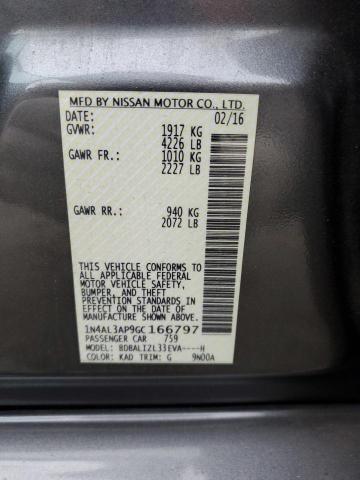 MFD BY NISSAN MOTOR CO., LTD.
DATE: 02/16
GVWR: 1917 KG
4226 LB
GAWR FR.: 1010 KG
2227 LB
GAWR RR.: 940 KG
2072 LB
THIS VEHICLE CONFORMS
TO ALL APPLICABLE FEDERAL
MOTOR VEHICLE SAFETY,
BUMPER, AND THEFT
PREVENTION STANDARDS IN
EFFECT ON THE DATE OF
MANUFACTURE SHOWN ABOVE.
1N4AL3AP9GC166797
PASSENGER CAR 759
MODEL: BDBALIZL33EVA----H
COLOR: KAD TRIM: G 9N00A